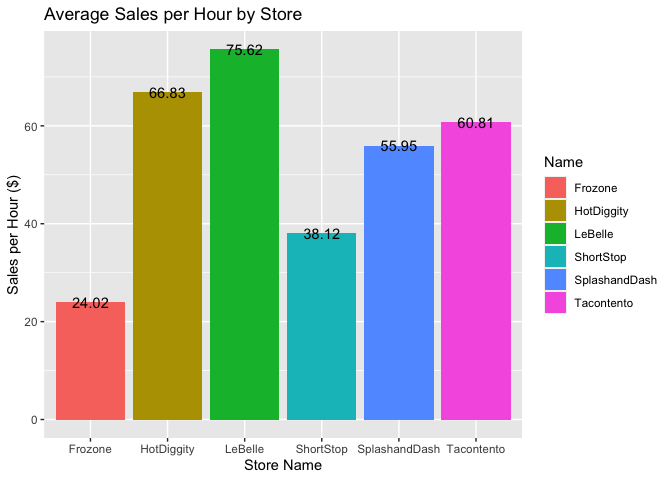 Average Sales per Hour by Store
75.62
66.83
60.81
55.95
38.12
24.02
60
40
20
0
Sales per Hour ($)
Frozone HotDiggity LeBelle ShortStop SplashandDash Tacontento
Store Name
Name
Frozone
HotDiggity
LeBelle
ShortStop
SplashandDash
Tacontento